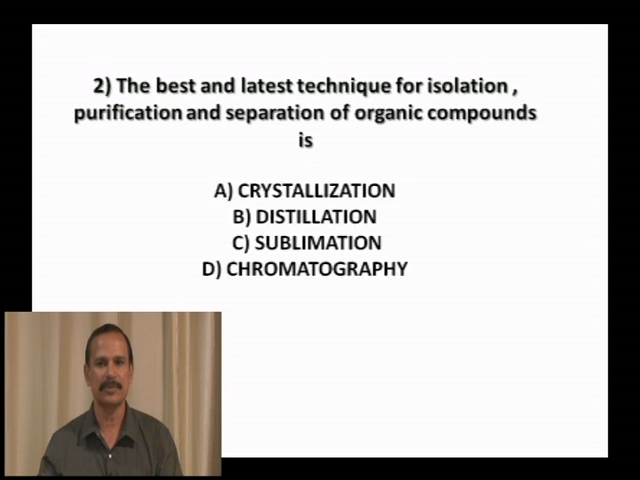 2) The best and latest technique for isolation ,
purification and separation of organic compounds
is
A) CRYSTALLIZATION
B) DISTILLATION
C) SUBLIMATION
D) CHROMATOGRAPHY